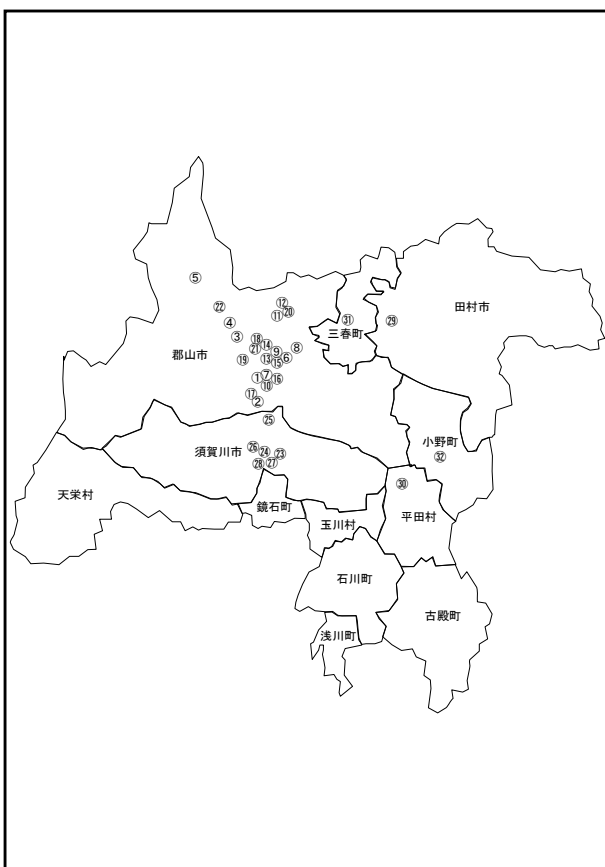 ⑤
㉒
④
③
⑫
⑳
⑪
⑱
⑭
㉑
⑨
⑧
⑲
⑬
⑥
⑮
郡山市
①
⑦
⑯
⑩
⑰
②
㉛
三春町
㉙
田村市
㉕
須賀川市
㉖
㉔
㉓
㉘
㉗
小野町
㉜
天栄村
鏡石町
玉川村
㉚
平田村
石川町
古殿町
浅川町